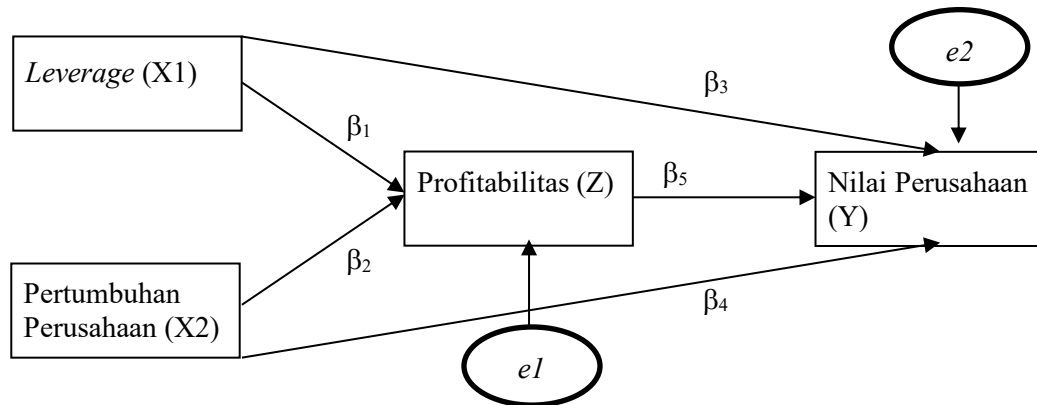 Leverage (X1)
e2
β3
β1
Profitabilitas (Z)
β5
Nilai Perusahaan
(Y)
β2
Pertumbuhan
Perusahaan (X2)
β4
e1